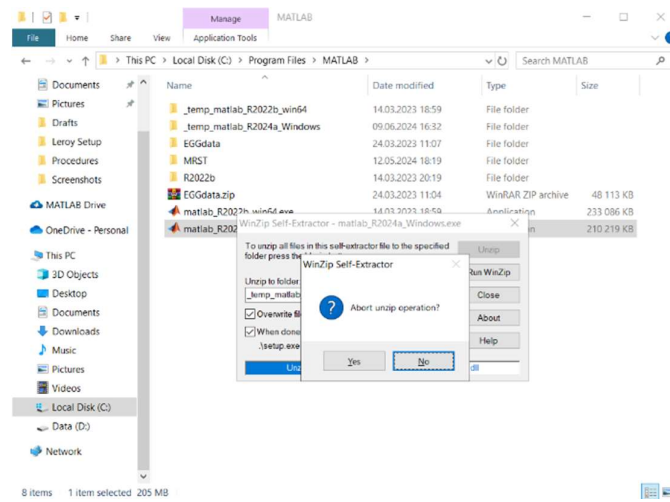 Manage
MATLAB
File
Home
Share
View
Application Tools
This PC > Local Disk (C:) > Program Files > MATLAB >
Search MATLAB
Documents
Pictures
Drafts
Leroy Setup
Procedures
Screenshots
MATLAB Drive
OneDrive - Personal
This PC
3D Objects
Desktop
Documents
Downloads
Music
Pictures
Videos
Local Disk (C:)
Data (D:)
Network
Name Date modified Type Size
_temp_matlab_R2022b_win64 14.03.2023 18:59 File folder
_temp_matlab_R2024a_Windows 09.06.2024 16:32 File folder
EGGdata 24.03.2023 11:07 File folder
MRST 12.05.2024 18:19 File folder
R2022b 14.03.2023 20:19 File folder
EGGdata.zip 24.03.2023 11:04 WinRAR ZIP archive 48 113 KB
matlab_R2022b_win64.exe 14.03.2023 18:59 Application 233 086 KB
matlab_R202 210 219 KB
WinZip Self-Extractor - matlab_R2024a_Windows.exe
To unzip all files in this self-extractor file to the specified
folder press the
Unzip
Run WinZip
Unzip to folder:
_temp_matlab
Close
Overwrite fil
About
When done
.\setup.exe
Help
Unz
dll
WinZip Self-Extractor
Abort unzip operation?
Yes
No
8 items 1 item selected 205 MB